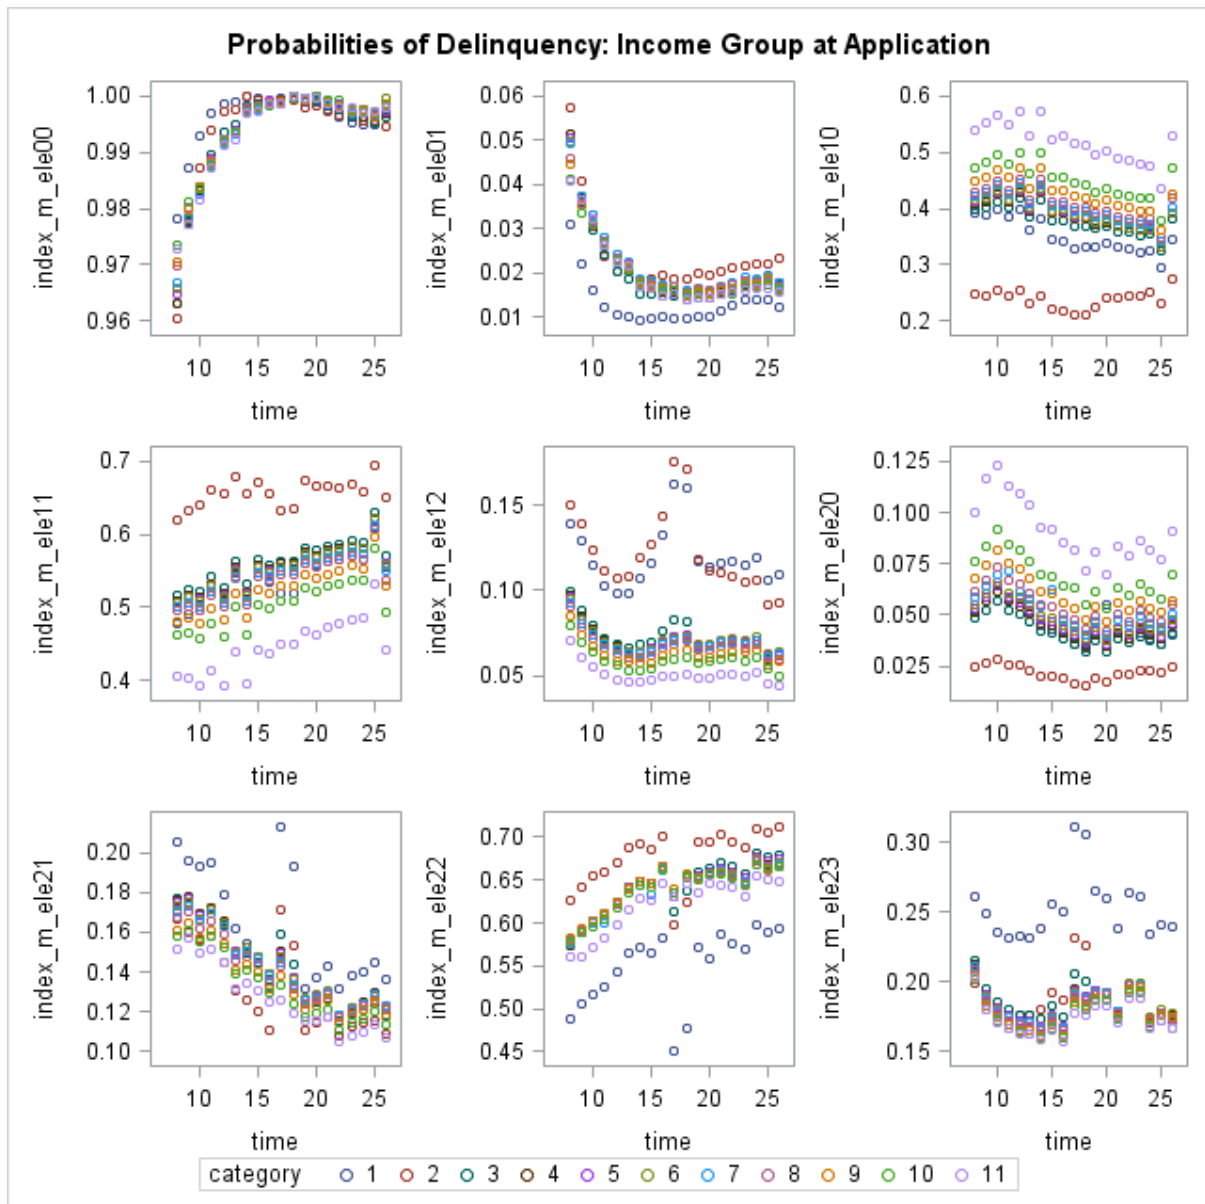 Probabilities of Delinquency: Income Group at Application
index_m_ele00
1.00
0.99
0.98
0.97
0.96
10 15 20 25
time
index_m_ele01
0.06
0.05
0.04
0.03
0.02
0.01
10 15 20 25
time
index_m_ele10
0.6
0.5
0.4
0.3
0.2
10 15 20 25
time
index_m_ele11
0.7
0.6
0.5
0.4
10 15 20 25
time
index_m_ele12
0.15
0.10
0.05
10 15 20 25
time
index_m_ele20
0.125
0.100
0.075
0.050
0.025
10 15 20 25
time
index_m_ele21
0.20
0.18
0.16
0.14
0.12
0.10
10 15 20 25
time
index_m_ele22
0.70
0.65
0.60
0.55
0.50
0.45
10 15 20 25
time
index_m_ele23
0.30
0.25
0.20
0.15
10 15 20 25
time
category 1 2 3 4 5 6 7 8 9 10 11